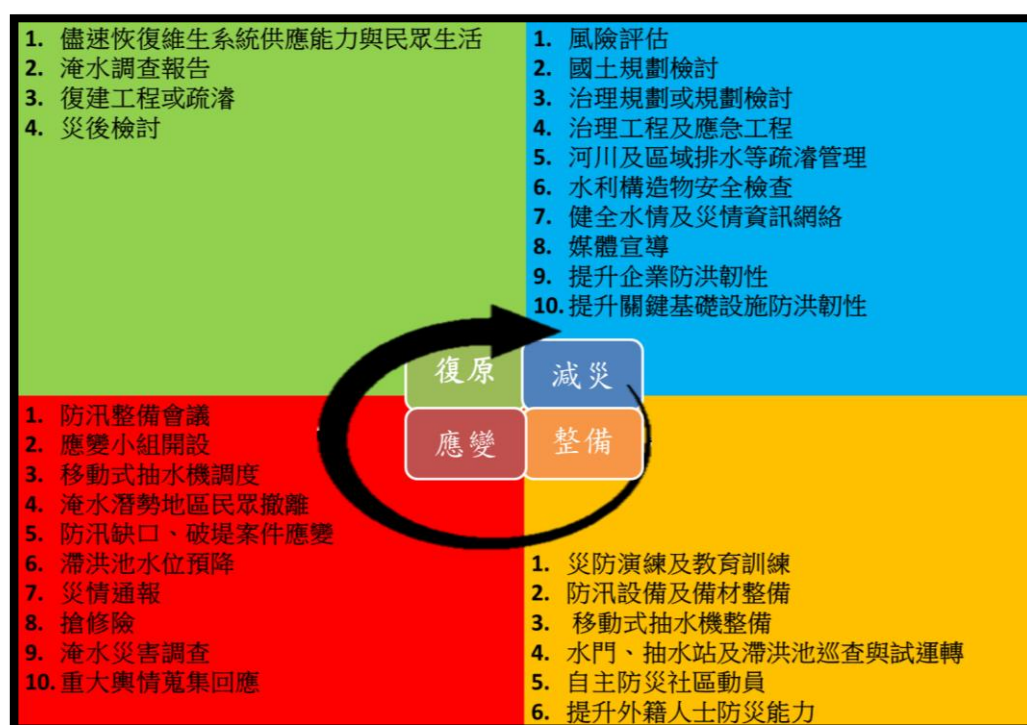 1. 儘速恢復維生系統供應能力與民眾生活
2. 淹水調查報告
3. 復建工程或疏濬
4. 災後檢討
1. 風險評估
2. 國土規劃檢討
3. 治理規劃或規劃檢討
4. 治理工程及應急工程
5. 河川及區域排水等疏濬管理
6. 水利構造物安全檢查
7. 健全水情及災情資訊網絡
8. 媒體宣導
9. 提升企業防洪韌性
10. 提升關鍵基礎設施防洪韌性
復原
減災
應變
整備
1. 防汛整備會議
2. 應變小組開設
3. 移動式抽水機調度
4. 淹水潛勢地區民眾撤離
5. 防汛缺口、破堤案件應變
6. 滯洪池水位預降
7. 災情通報
8. 搶修險
9. 淹水災害調查
10. 重大輿情蒐集回應
1. 災防演練及教育訓練
2. 防汛設備及備材整備
3. 移動式抽水機整備
4. 水門、抽水站及滯洪池巡查與試運轉
5. 自主防災社區動員
6. 提升外籍人士防災能力